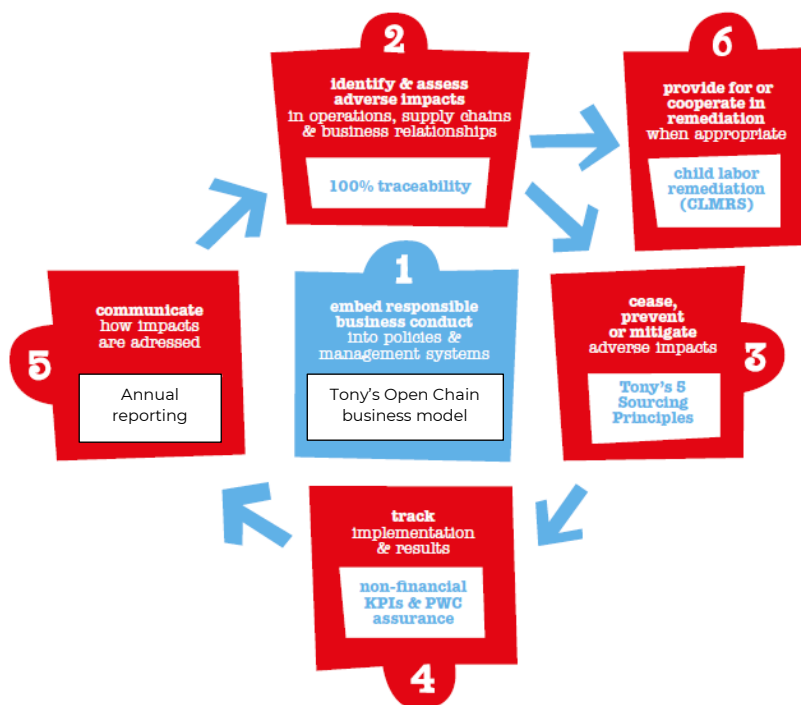 2
identify & assess
adverse impacts
in operations, supply chains
& business relationships
100% traceability
6
provide for or
cooperate in
remediation
when appropriate
child labor
remediation
(CLMRS)
1
embed responsible
business conduct
into policies &
management systems
Tony's Open Chain
business model
5
communicate
how impacts
are adressed
Annual
reporting
3
cease,
prevent
or mitigate
adverse impacts
Tony's 5
Sourcing
Principles
track
implementation
& results
non-financial
KPIs & PWC
assurance
4